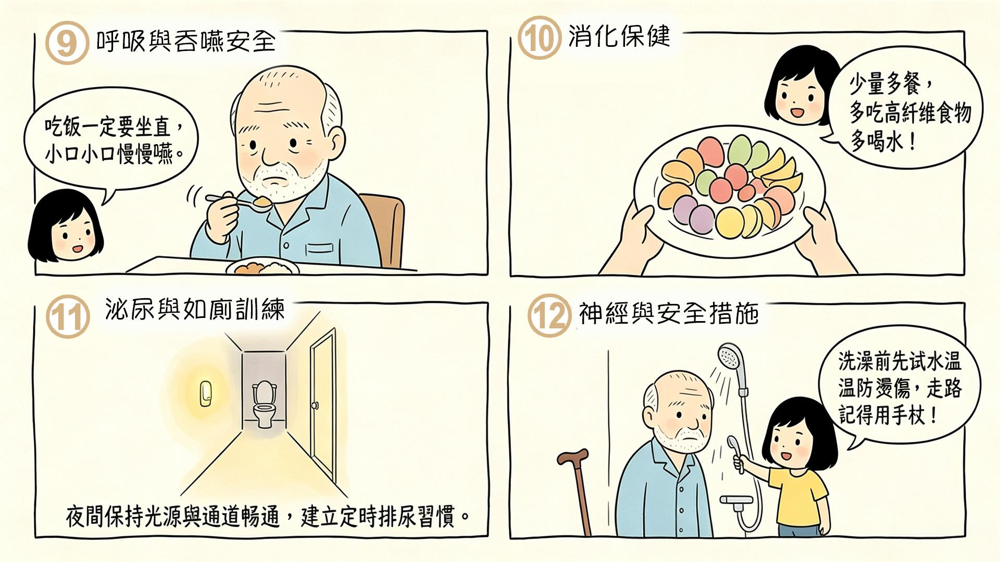 9 呼吸與吞嚥安全
吃饭一定要坐直，
小口小口慢慢嚥。
10 消化保健
少量多餐，
多吃高纤维食物
多喝水！
11 泌尿與如廁訓練
夜間保持光源與通道畅通，建立定時排尿習慣。
12 神經與安全措施
洗澡前先试水温
温防燙傷，走路
記得用手杖！